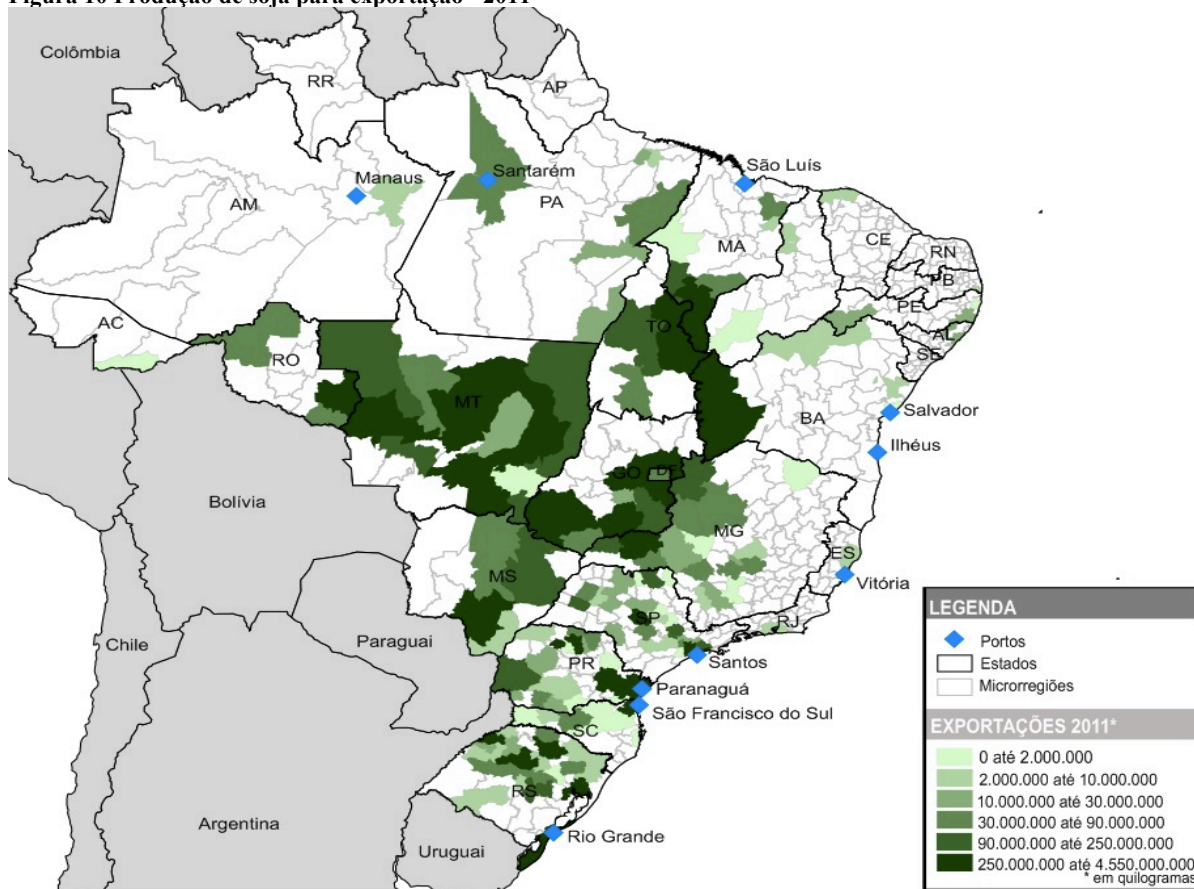 Figura 10 Produção de soja para exportação - 2011
Colômbia
RR
AP
Manaus
Santarém
São Luís
AM
PA
MA
CE
RN
PB
PE
AL
SE
AC
RO
TO
MT
BA
Salvador
Ilhéus
Bolívia
GO
DF
MG
ES
Vitória
MS
SP
RJ
Chile
Paraguai
PR
Santos
Paranaguá
São Francisco do Sul
SC
RS
Rio Grande
Argentina
Uruguai
LEGENDA
Portos
Estados
Microrregiões
EXPORTAÇÕES 2011*
0 até 2.000.000
2.000.000 até 10.000.000
10.000.000 até 30.000.000
30.000.000 até 90.000.000
90.000.000 até 250.000.000
250.000.000 até 4.550.000.000
* em quilogramas